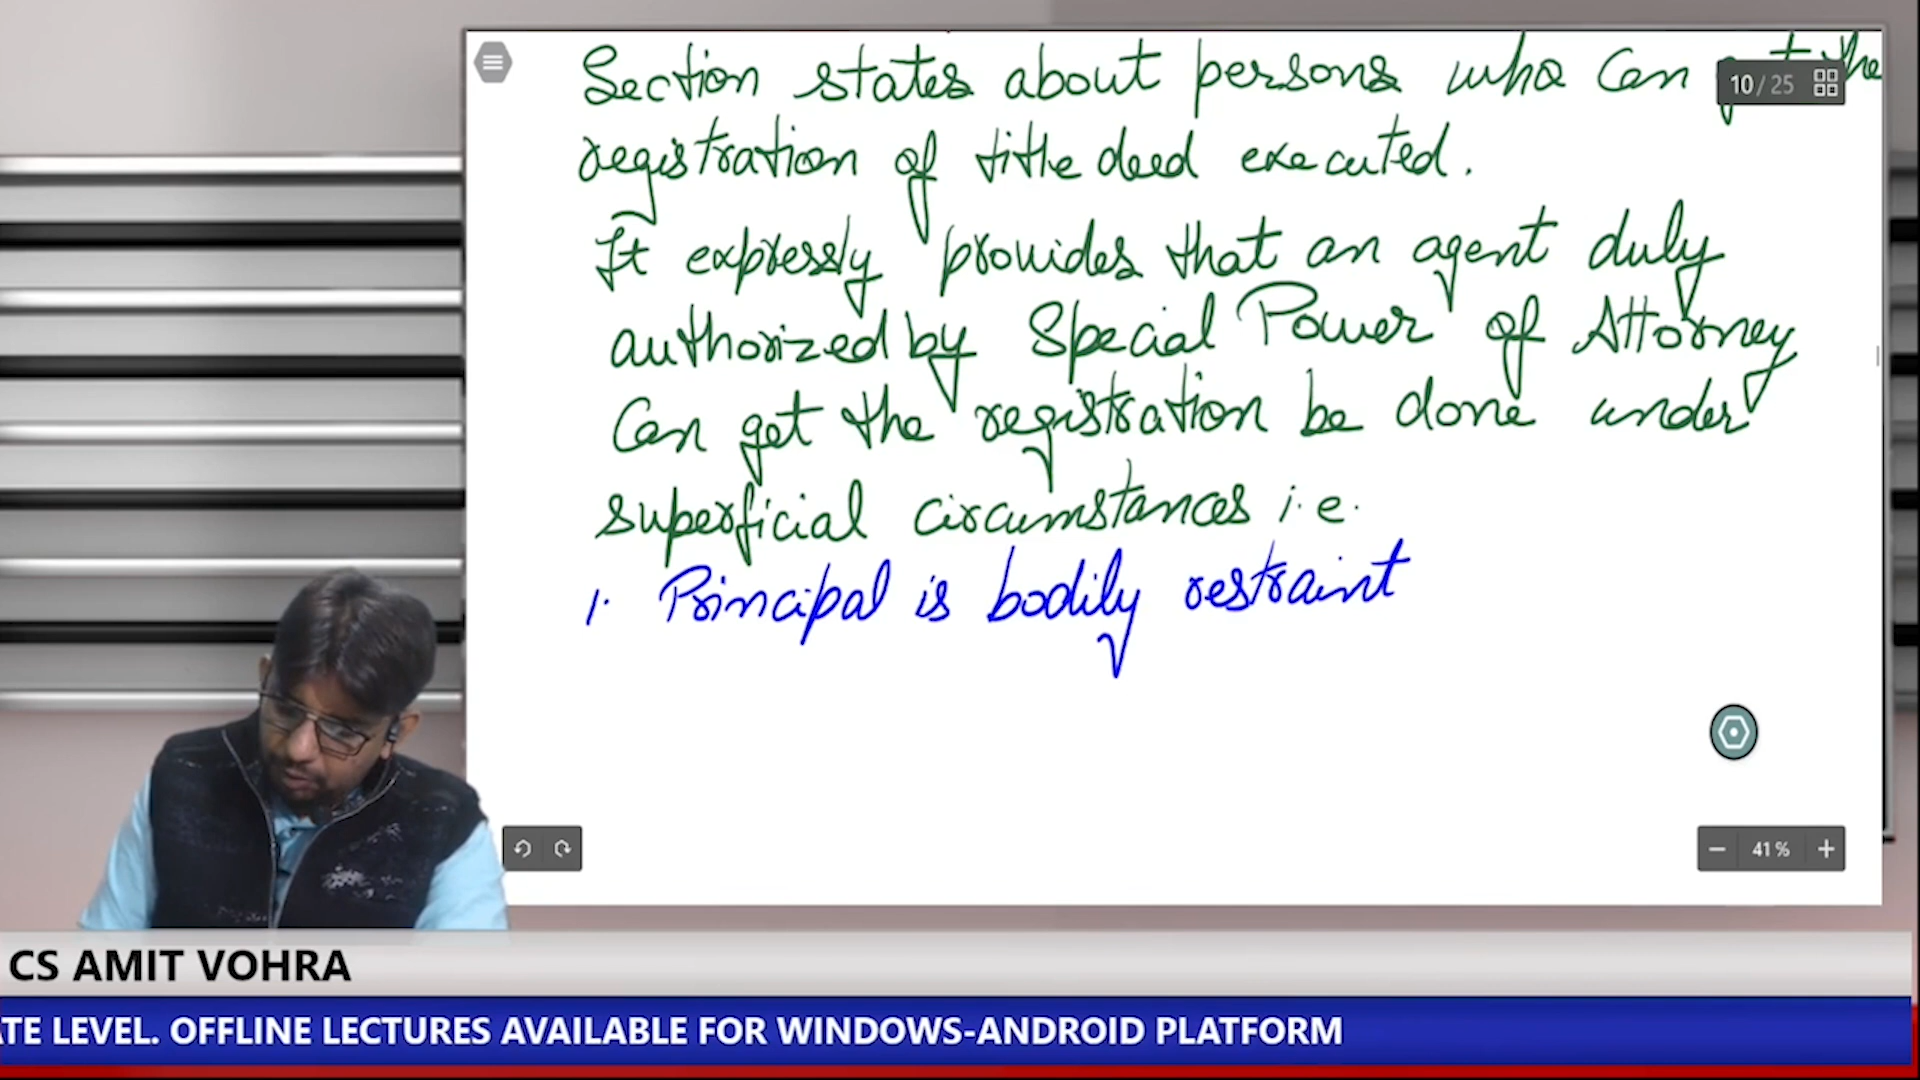 Section states about persons who can get the
10 / 25
registration of title deed executed.
It expressly provides that an agent duly
authorized by Special Power of Attorney
Can get the registration be done under
superficial circumstances i.e.
1. Principal is bodily restraint
41 %
CS AMIT VOHRA
TE LEVEL. OFFLINE LECTURES AVAILABLE FOR WINDOWS-ANDROID PLATFORM